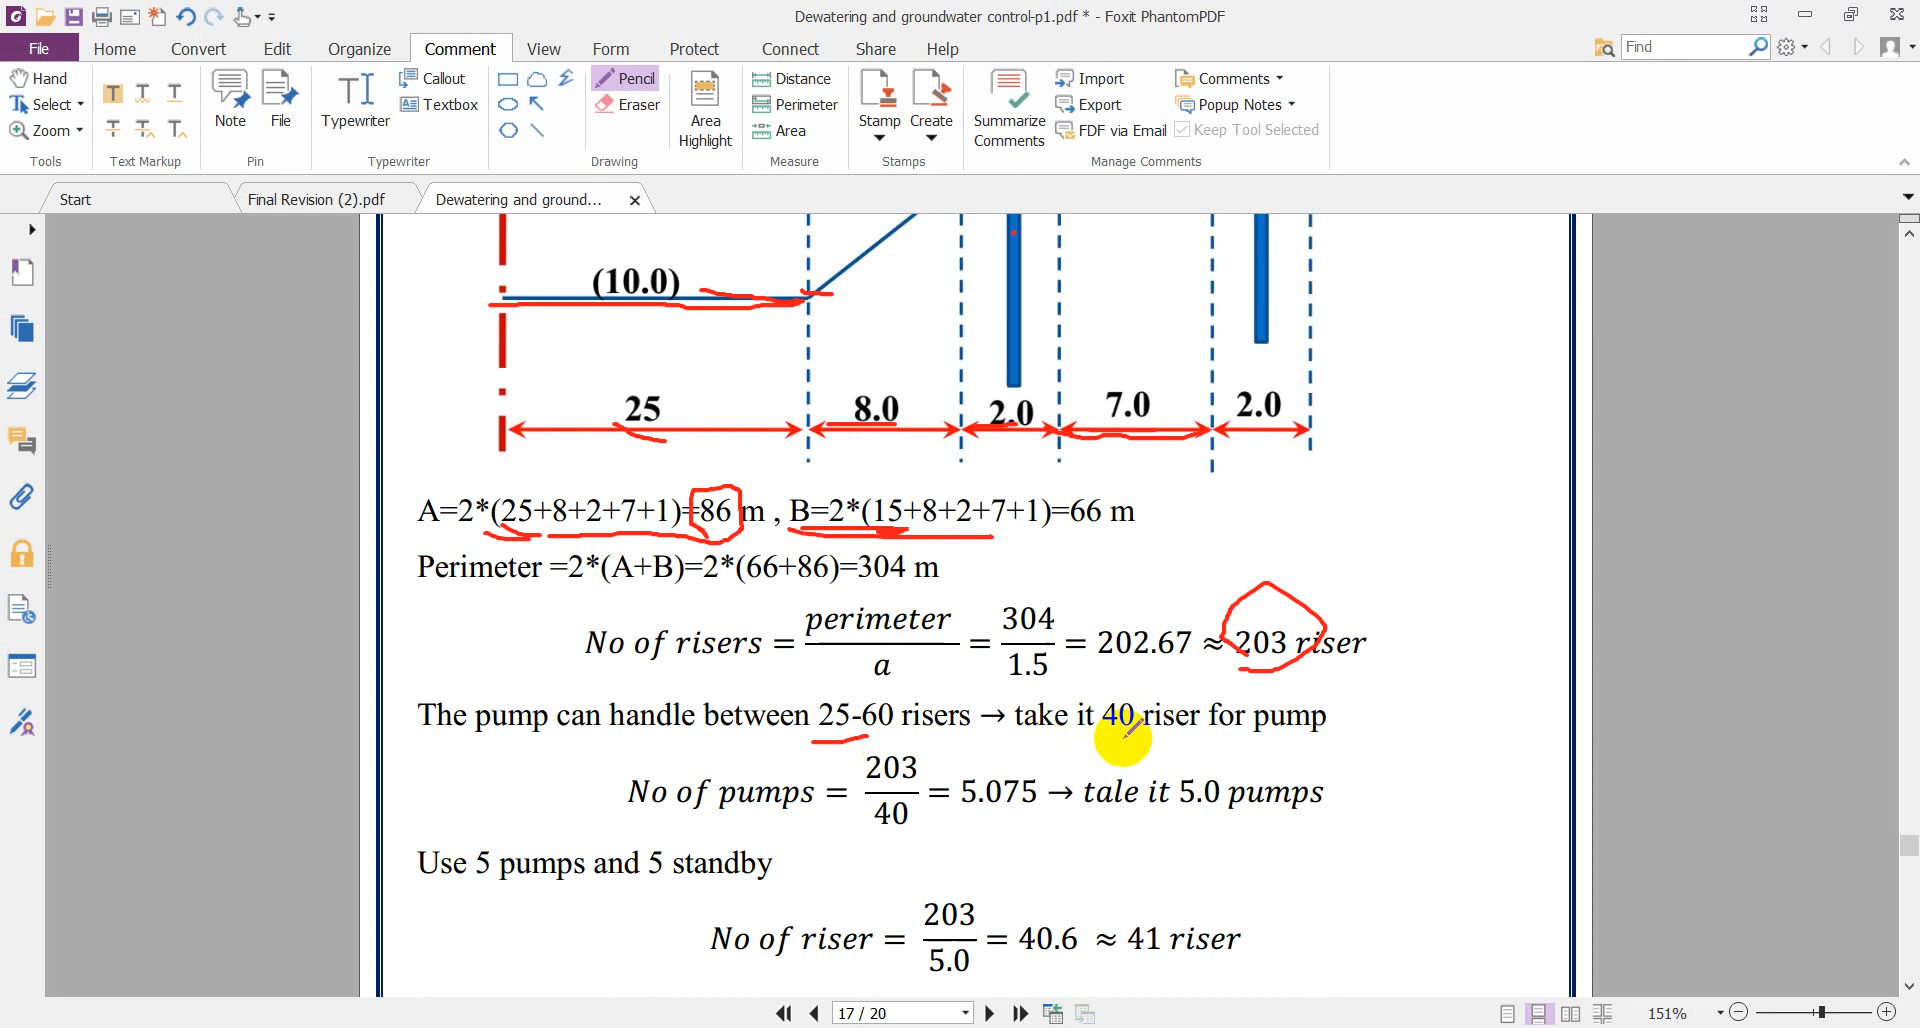 Dewatering and groundwater control-p1.pdf * - Foxit PhantomPDF
File Home Convert Edit Organize Comment View Form Protect Connect Share Help Find
Hand Callout Pencil Distance Import Comments
Select Textbox Eraser Perimeter Export Popup Notes
Zoom Note File Typewriter Area Highlight Area Stamp Create Summarize Comments FDF via Email Keep Tool Selected
Tools Text Markup Pin Typewriter Drawing Measure Stamps Manage Comments
Start Final Revision (2).pdf Dewatering and ground...
(10.0)
25 8.0 2.0 7.0 2.0
A=2*(25+8+2+7+1)=86 m , B=2*(15+8+2+7+1)=66 m
Perimeter =2*(A+B)=2*(66+86)=304 m
No of risers = perimeter / a = 304 / 1.5 = 202.67 ≈ 203 riser
The pump can handle between 25-60 risers → take it 40 riser for pump
No of pumps = 203 / 40 = 5.075 → tale it 5.0 pumps
Use 5 pumps and 5 standby
No of riser = 203 / 5.0 = 40.6 ≈ 41 riser
17 / 20 151%